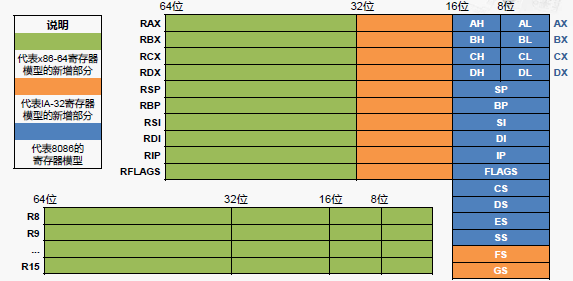 说明
代表x86-64寄存器
模型的新增部分
代表IA-32寄存器
模型的新增部分
代表8086的
寄存器模型
64位 32位 16位 8位
RAX AH AL AX
RBX BH BL BX
RCX CH CL CX
RDX DH DL DX
RSP SP
RBP BP
RSI SI
RDI DI
RIP IP
RFLAGS FLAGS
CS
DS
ES
SS
FS
GS
64位 32位 16位 8位
R8
R9
...
R15